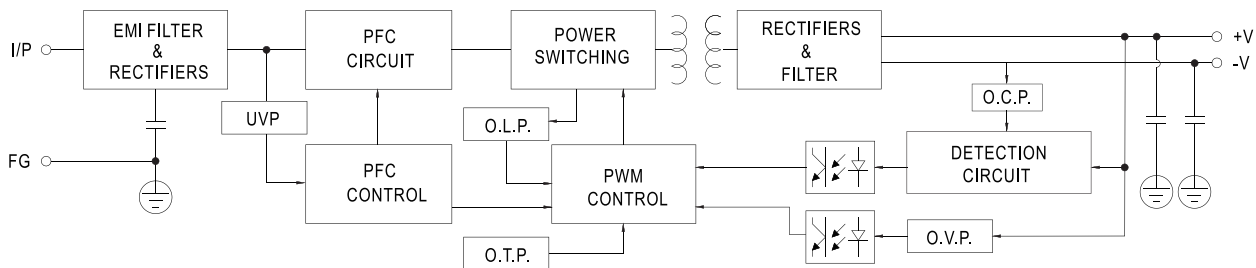 I/P
EMI FILTER
&
RECTIFIERS
PFC
CIRCUIT
POWER
SWITCHING
RECTIFIERS
&
FILTER
+V
-V
UVP
O.L.P.
O.C.P.
FG
PFC
CONTROL
PWM
CONTROL
DETECTION
CIRCUIT
O.T.P.
O.V.P.